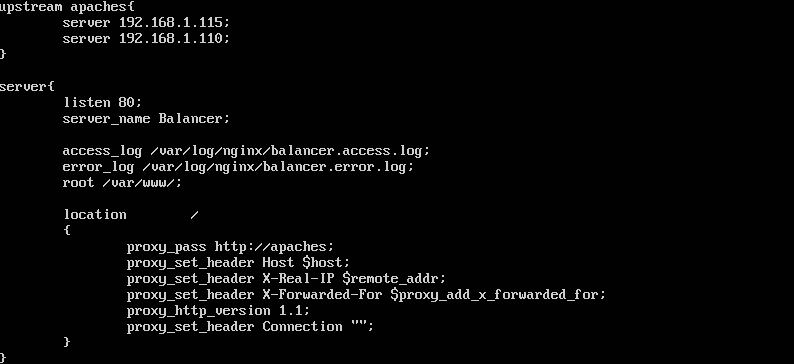 upstream apaches{
        server 192.168.1.115;
        server 192.168.1.110;
}
server{
        listen 80;
        server_name Balancer;
        access_log /var/log/nginx/balancer.access.log;
        error_log /var/log/nginx/balancer.error.log;
        root /var/www/;
        location        /
        {
                proxy_pass http://apaches;
                proxy_set_header Host $host;
                proxy_set_header X-Real-IP $remote_addr;
                proxy_set_header X-Forwarded-For $proxy_add_x_forwarded_for;
                proxy_http_version 1.1;
                proxy_set_header Connection "";
        }
}